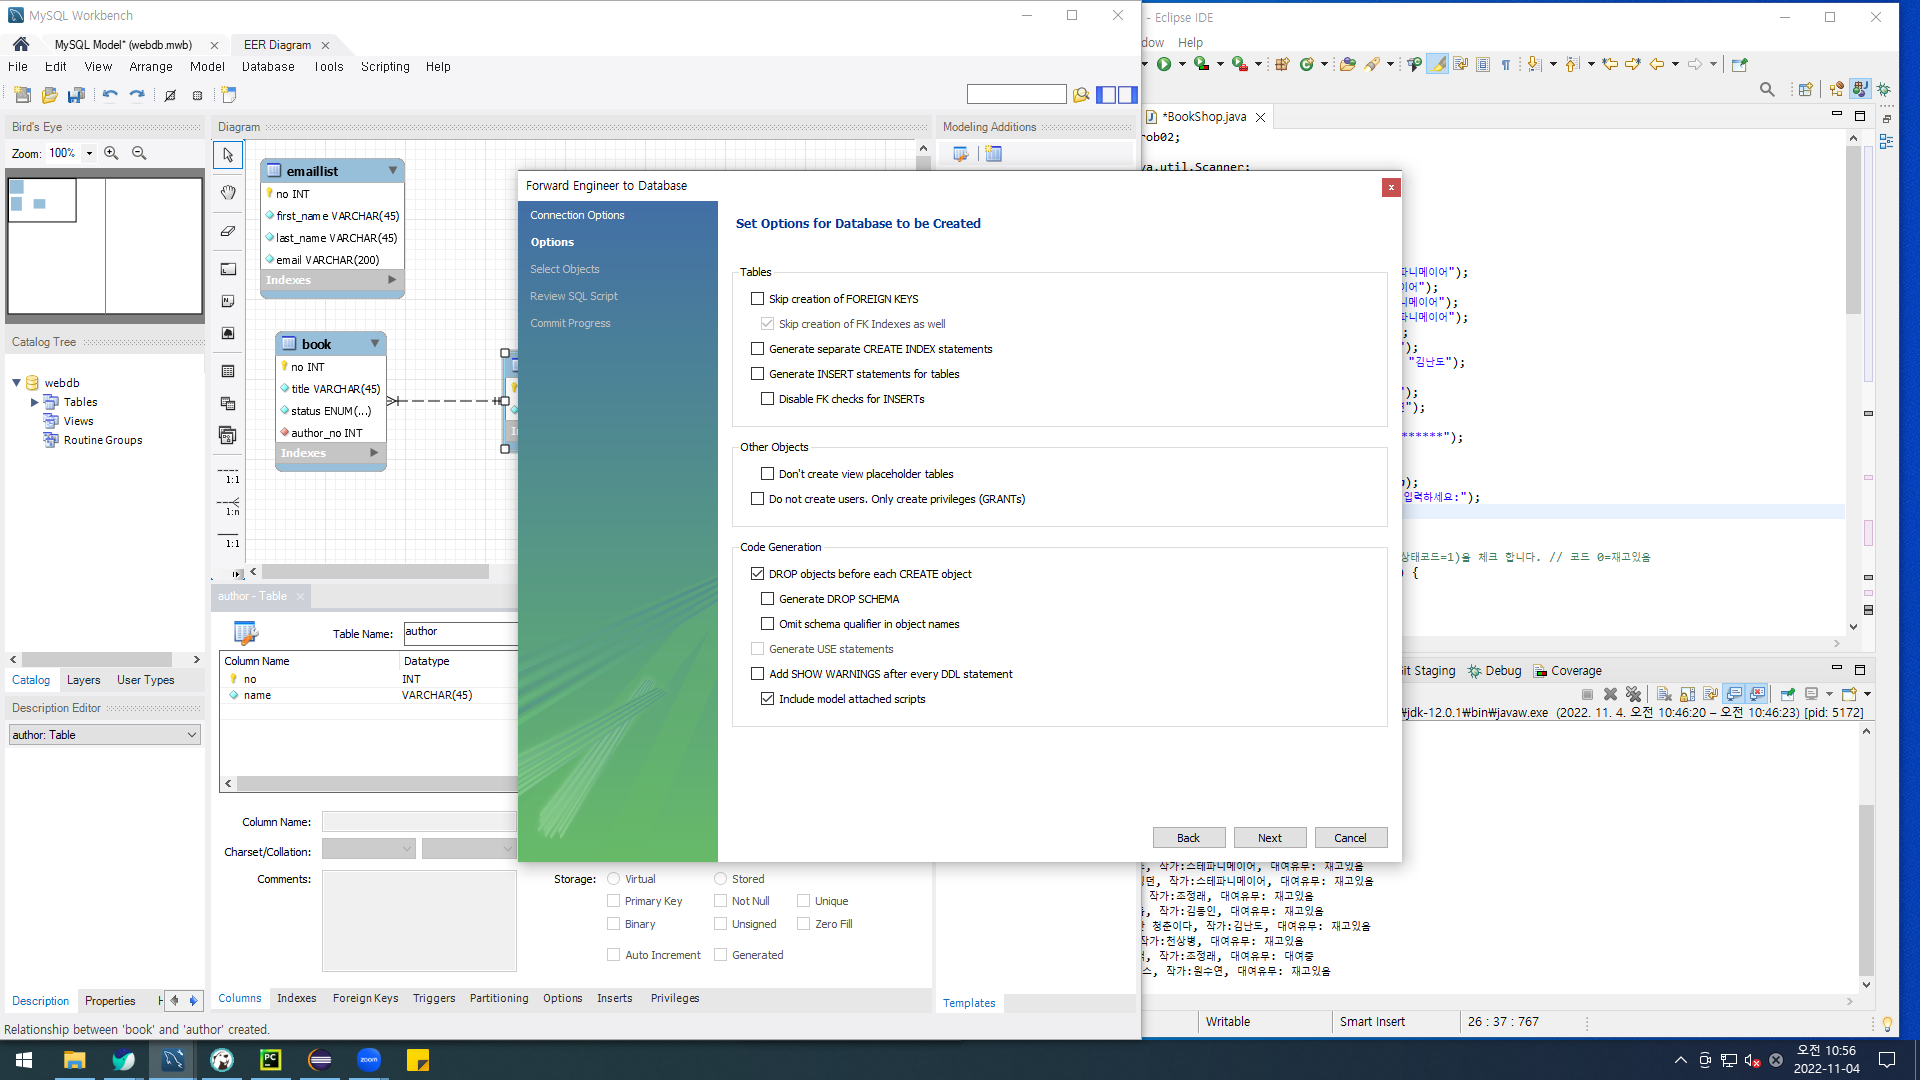 MySQL Workbench
MySQL Model* (webdb.mwb)
EER Diagram
File Edit View Arrange Model Database Tools Scripting Help
Bird's Eye
Zoom: 100%
Diagram
Modeling Additions
emaillist
no INT
first_name VARCHAR(45)
last_name VARCHAR(45)
email VARCHAR(200)
Indexes
book
no INT
title VARCHAR(45)
status ENUM(...)
author_no INT
Indexes
1:1
1:n
1:1
Catalog Tree
webdb
Tables
Views
Routine Groups
Catalog Layers User Types
Description Editor
author: Table
Description Properties
Relationship between 'book' and 'author' created.
author - Table
Table Name: author
Column Name Datatype
no INT
name VARCHAR(45)
Column Name:
Charset/Collation:
Comments:
Storage: Virtual Stored
Primary Key Not Null Unique
Binary Unsigned Zero Fill
Auto Increment Generated
Columns Indexes Foreign Keys Triggers Partitioning Options Inserts Privileges
Templates
Forward Engineer to Database
Connection Options
Options
Select Objects
Review SQL Script
Commit Progress
Set Options for Database to be Created
Tables
Skip creation of FOREIGN KEYS
Skip creation of FK Indexes as well
Generate separate CREATE INDEX statements
Generate INSERT statements for tables
Disable FK checks for INSERTs
Other Objects
Don't create view placeholder tables
Do not create users. Only create privileges (GRANTs)
Code Generation
DROP objects before each CREATE object
Generate DROP SCHEMA
Omit schema qualifier in object names
Generate USE statements
Add SHOW WARNINGS after every DDL statement
Include model attached scripts
Back Next Cancel
- Eclipse IDE
dow Help
*BookShop.java
rob02;
va.util.Scanner;
파니메이어");
이어");
니메이어");
파니메이어");
;
");
"김난도");
");
");
******");
);
입력하세요:");
상태코드=1)을 체크 합니다. // 코드 0=재고있음
) {
it Staging Debug Coverage
₩jdk-12.0.1₩bin₩javaw.exe (2022. 11. 4. 오전 10:46:20 – 오전 10:46:23) [pid: 5172]
, 작가:스테파니메이어, 대여유무: 재고있음
, 작가:스테파니메이어, 대여유무: 재고있음
작가:조정래, 대여유무: 재고있음
, 작가:김동인, 대여유무: 재고있음
청춘이다, 작가:김난도, 대여유무: 재고있음
작가:천상병, 대여유무: 재고있음
, 작가:조정래, 대여유무: 대여중
스, 작가:원수연, 대여유무: 재고있음
Writable Smart Insert 26 : 37 : 767
PC
zoom
오전 10:56
2022-11-04